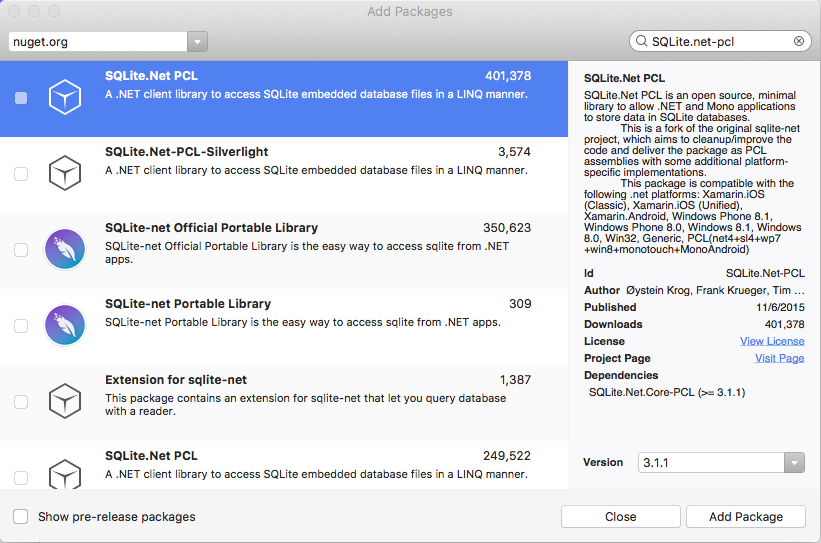 Add Packages
nuget.org
SQLite.net-pcl
SQLite.Net PCL 401,378
A .NET client library to access SQLite embedded database files in a LINQ manner.
SQLite.Net-PCL-Silverlight 3,574
A .NET client library to access SQLite embedded database files in a LINQ manner.
SQLite-net Official Portable Library 350,623
SQLite-net Official Portable Library is the easy way to access sqlite from .NET
apps.
SQLite-net Portable Library 309
SQLite-net Portable Library is the easy way to access sqlite from .NET apps.
Extension for sqlite-net 1,387
This package contains an extension for sqlite-net that let you query database
with a reader.
SQLite.Net PCL 249,522
A .NET client library to access SQLite embedded database files in a LINQ manner.
SQLite.Net PCL
SQLite.Net PCL is an open source, minimal
library to allow .NET and Mono applications
to store data in SQLite databases.
This is a fork of the original sqlite-net
project, which aims to cleanup/improve the
code and deliver the package as PCL
assemblies with some additional platform-
specific implementations.
This package is compatible with the
following .net platforms: Xamarin.iOS
(Classic), Xamarin.iOS (Unified),
Xamarin.Android, Windows Phone 8.1,
Windows Phone 8.0, Windows 8.1, Windows
8.0, Win32, Generic, PCL(net4+sl4+wp7
+win8+monotouch+MonoAndroid)
Id SQLite.Net-PCL
Author Øystein Krog, Frank Krueger, Tim ...
Published 11/6/2015
Downloads 401,378
License View License
Project Page Visit Page
Dependencies
SQLite.Net.Core-PCL (>= 3.1.1)
Version 3.1.1
Show pre-release packages
Close
Add Package